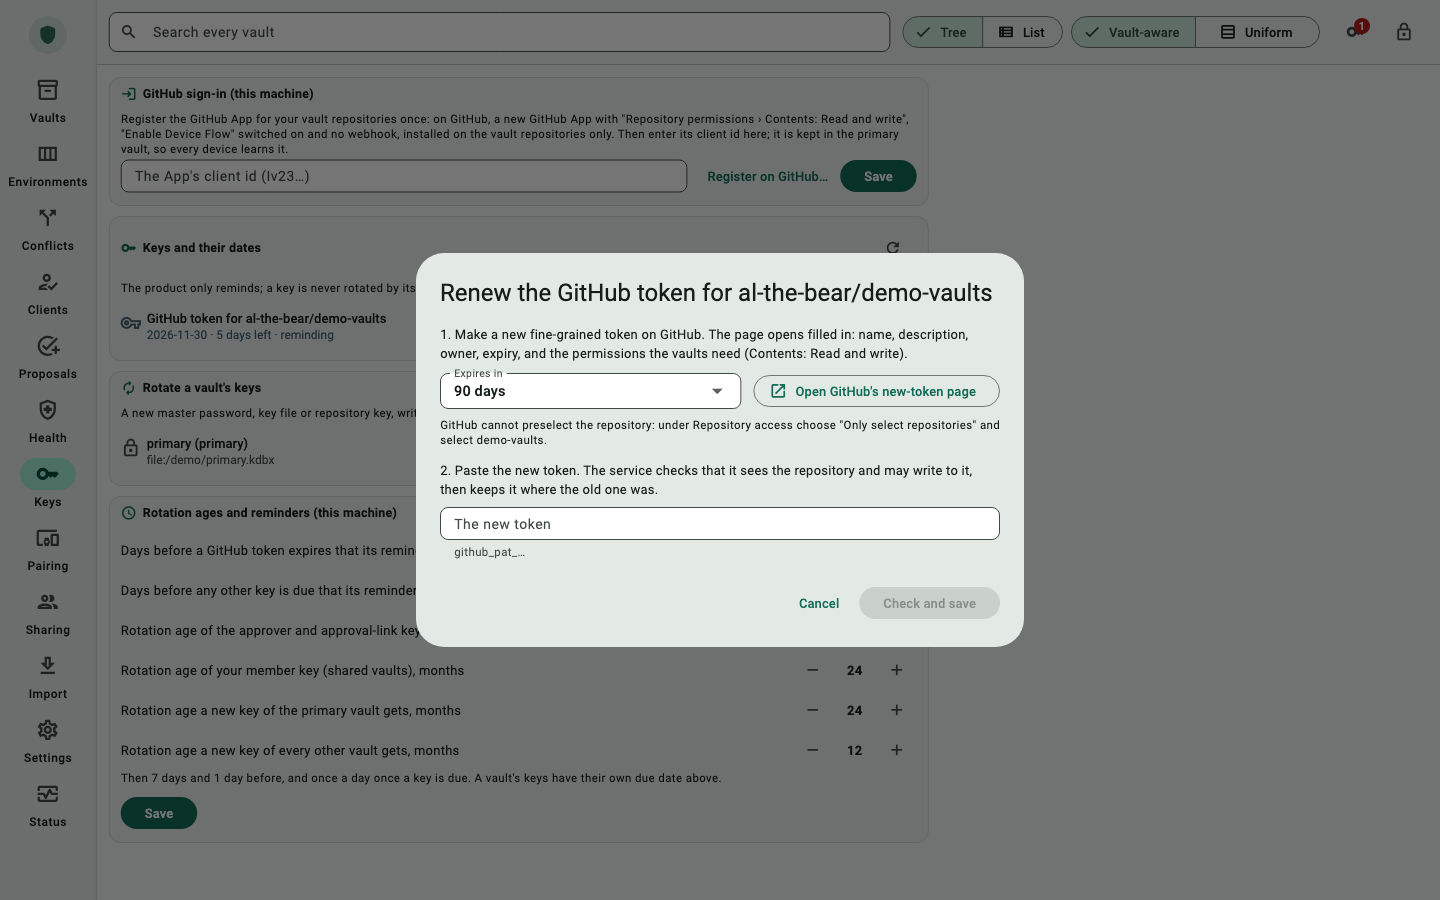 Search every vault
Tree
List
Vault-aware
Uniform
1
Vaults
Environments
Conflicts
Clients
Proposals
Health
Keys
Pairing
Sharing
Import
Settings
Status
GitHub sign-in (this machine)
Register the GitHub App for your vault repositories once: on GitHub, a new GitHub App with "Repository permissions › Contents: Read and write",
"Enable Device Flow" switched on and no webhook, installed on the vault repositories only. Then enter its client id here; it is kept in the primary
vault, so every device learns it.
The App's client id (Iv23…)
Register on GitHub…
Save
Keys and their dates
The product only reminds; a key is never rotated by its
GitHub token for al-the-bear/demo-vaults
2026-11-30 · 5 days left · reminding
Rotate a vault's keys
A new master password, key file or repository key, writ
primary (primary)
file:/demo/primary.kdbx
Rotation ages and reminders (this machine)
Days before a GitHub token expires that its remin
Days before any other key is due that its reminder
Rotation age of the approver and approval-link key
Rotation age of your member key (shared vaults), months
24
Rotation age a new key of the primary vault gets, months
24
Rotation age a new key of every other vault gets, months
12
Then 7 days and 1 day before, and once a day once a key is due. A vault's keys have their own due date above.
Save
Renew the GitHub token for al-the-bear/demo-vaults
1. Make a new fine-grained token on GitHub. The page opens filled in: name, description,
owner, expiry, and the permissions the vaults need (Contents: Read and write).
Expires in
90 days
Open GitHub's new-token page
GitHub cannot preselect the repository: under Repository access choose "Only select repositories" and
select demo-vaults.
2. Paste the new token. The service checks that it sees the repository and may write to it,
then keeps it where the old one was.
The new token
github_pat_…
Cancel
Check and save